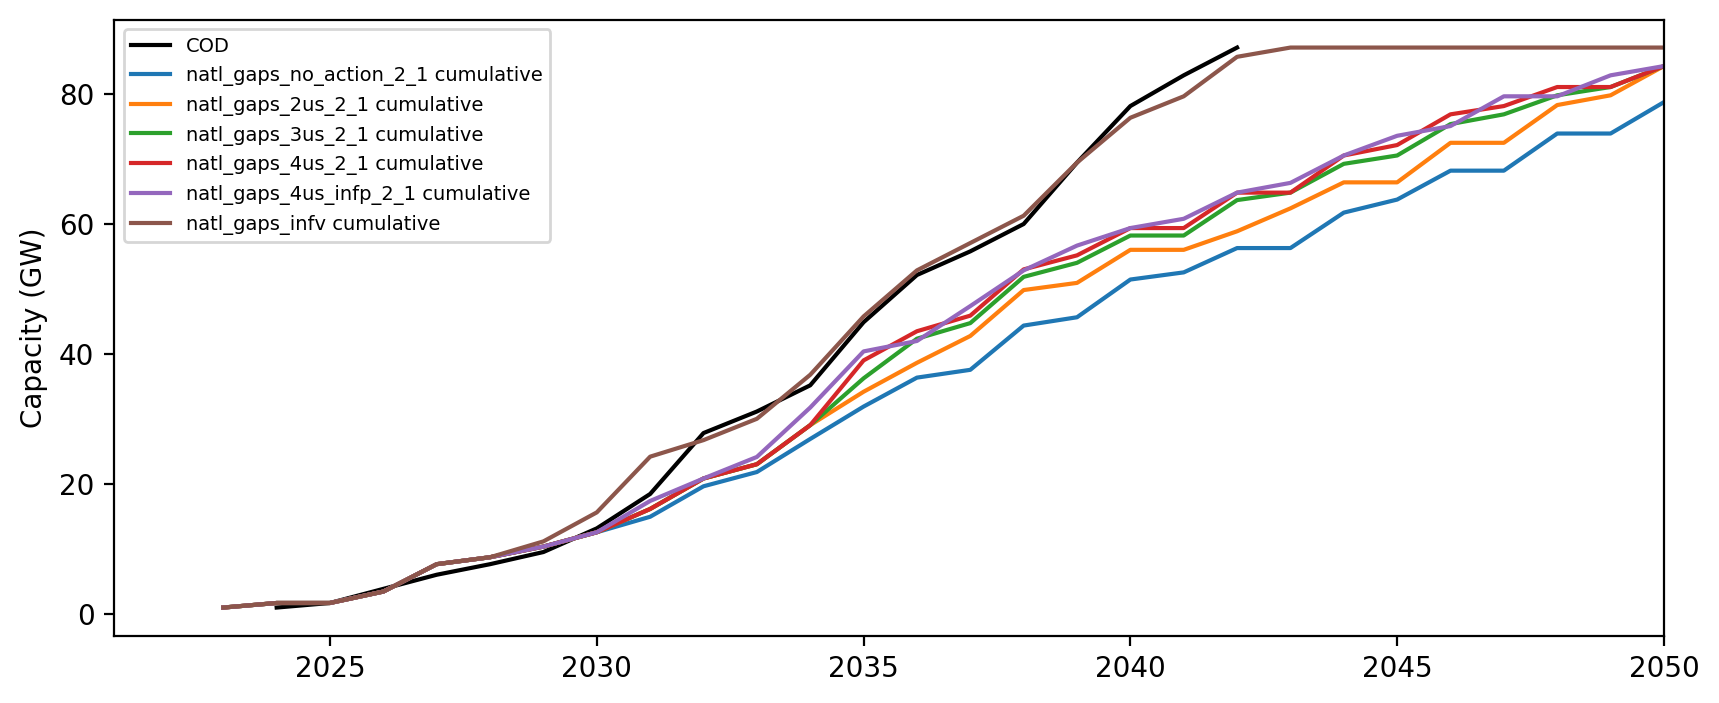 COD
natl_gaps_no_action_2_1 cumulative
natl_gaps_2us_2_1 cumulative
natl_gaps_3us_2_1 cumulative
natl_gaps_4us_2_1 cumulative
natl_gaps_4us_infp_2_1 cumulative
natl_gaps_infv cumulative
Capacity (GW)
80
60
40
20
0
2025
2030
2035
2040
2045
2050